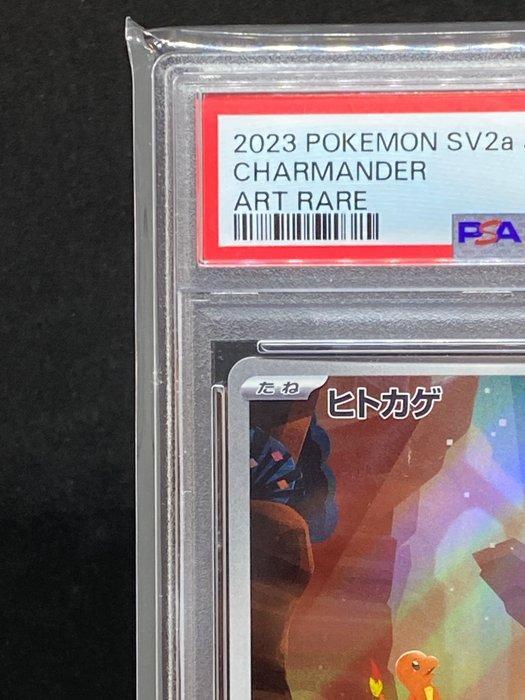 2023 POKEMON SV2a
CHARMANDER
ART RARE
PSA
たね
ヒトカゲ